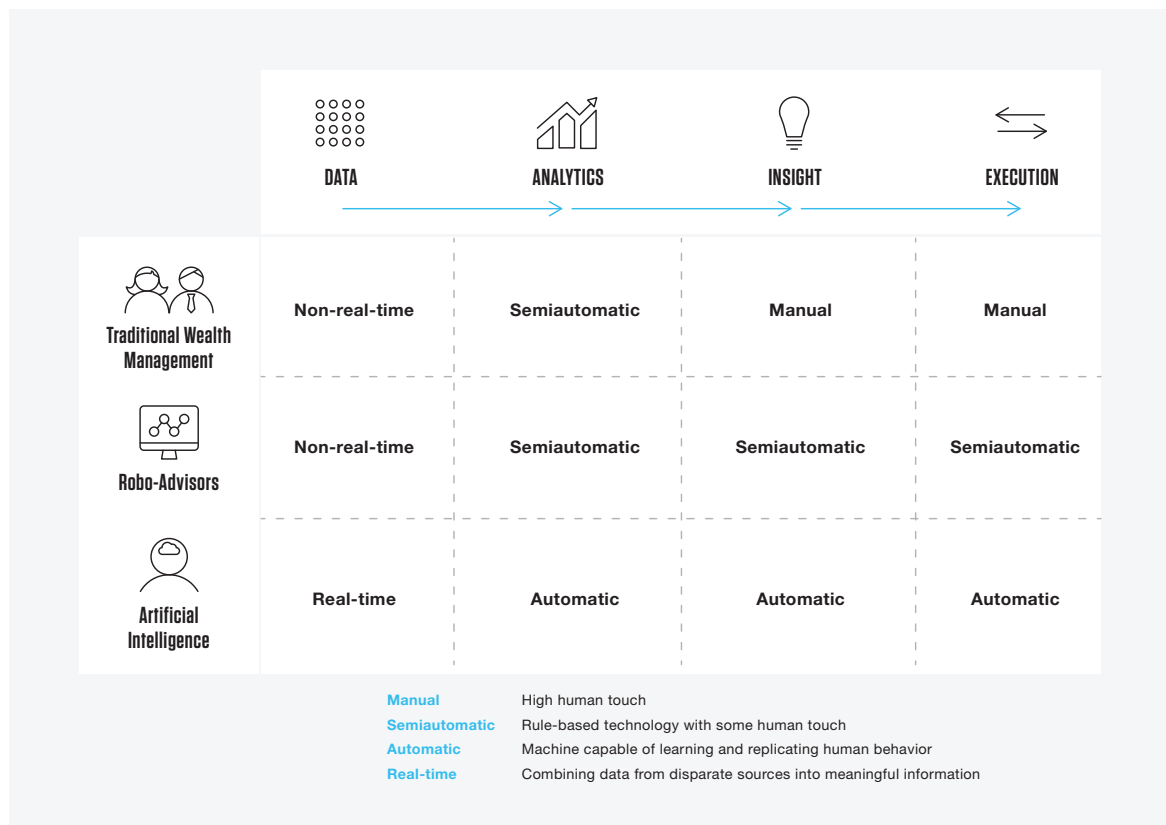 DATA ANALYTICS INSIGHT EXECUTION
Traditional Wealth
Management
Non-real-time Semiautomatic Manual Manual
Robo-Advisors
Non-real-time Semiautomatic Semiautomatic Semiautomatic
Artificial
Intelligence
Real-time Automatic Automatic Automatic
Manual High human touch
Semiautomatic Rule-based technology with some human touch
Automatic Machine capable of learning and replicating human behavior
Real-time Combining data from disparate sources into meaningful information